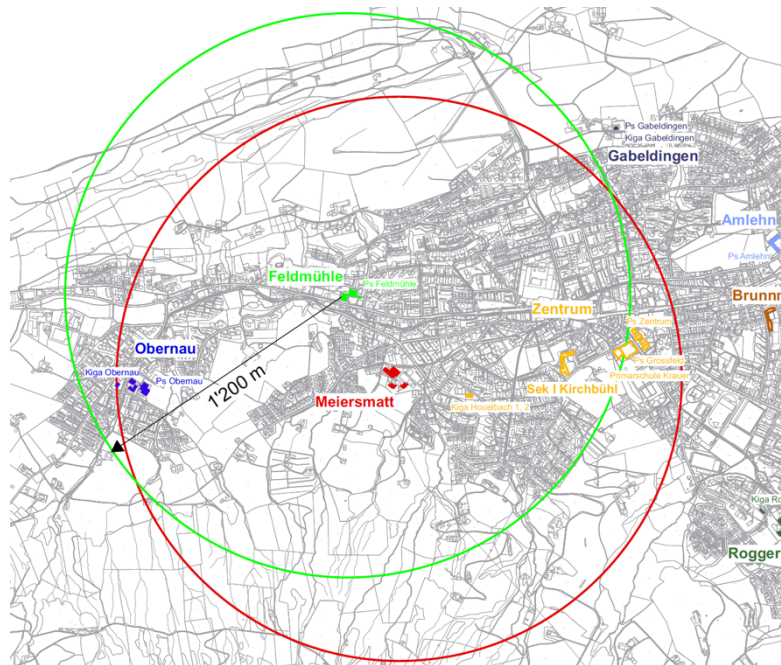 Ps Gabeldingen
Kiga Gabeldingen
Gabeldingen
Amlehn
Ps Amlehn
Feldmühle
Ps Feldmühle
Zentrum
Ps Zentrum
Obernau
Kiga Obernau
Ps Obernau
1'200 m
Meiersmatt
Sek I Kirchbühl
Ps Grossfeld
Primarschule Krauer
Kiga Houelbach 1, 2
Brunnm
Kiga Ro
Rogger